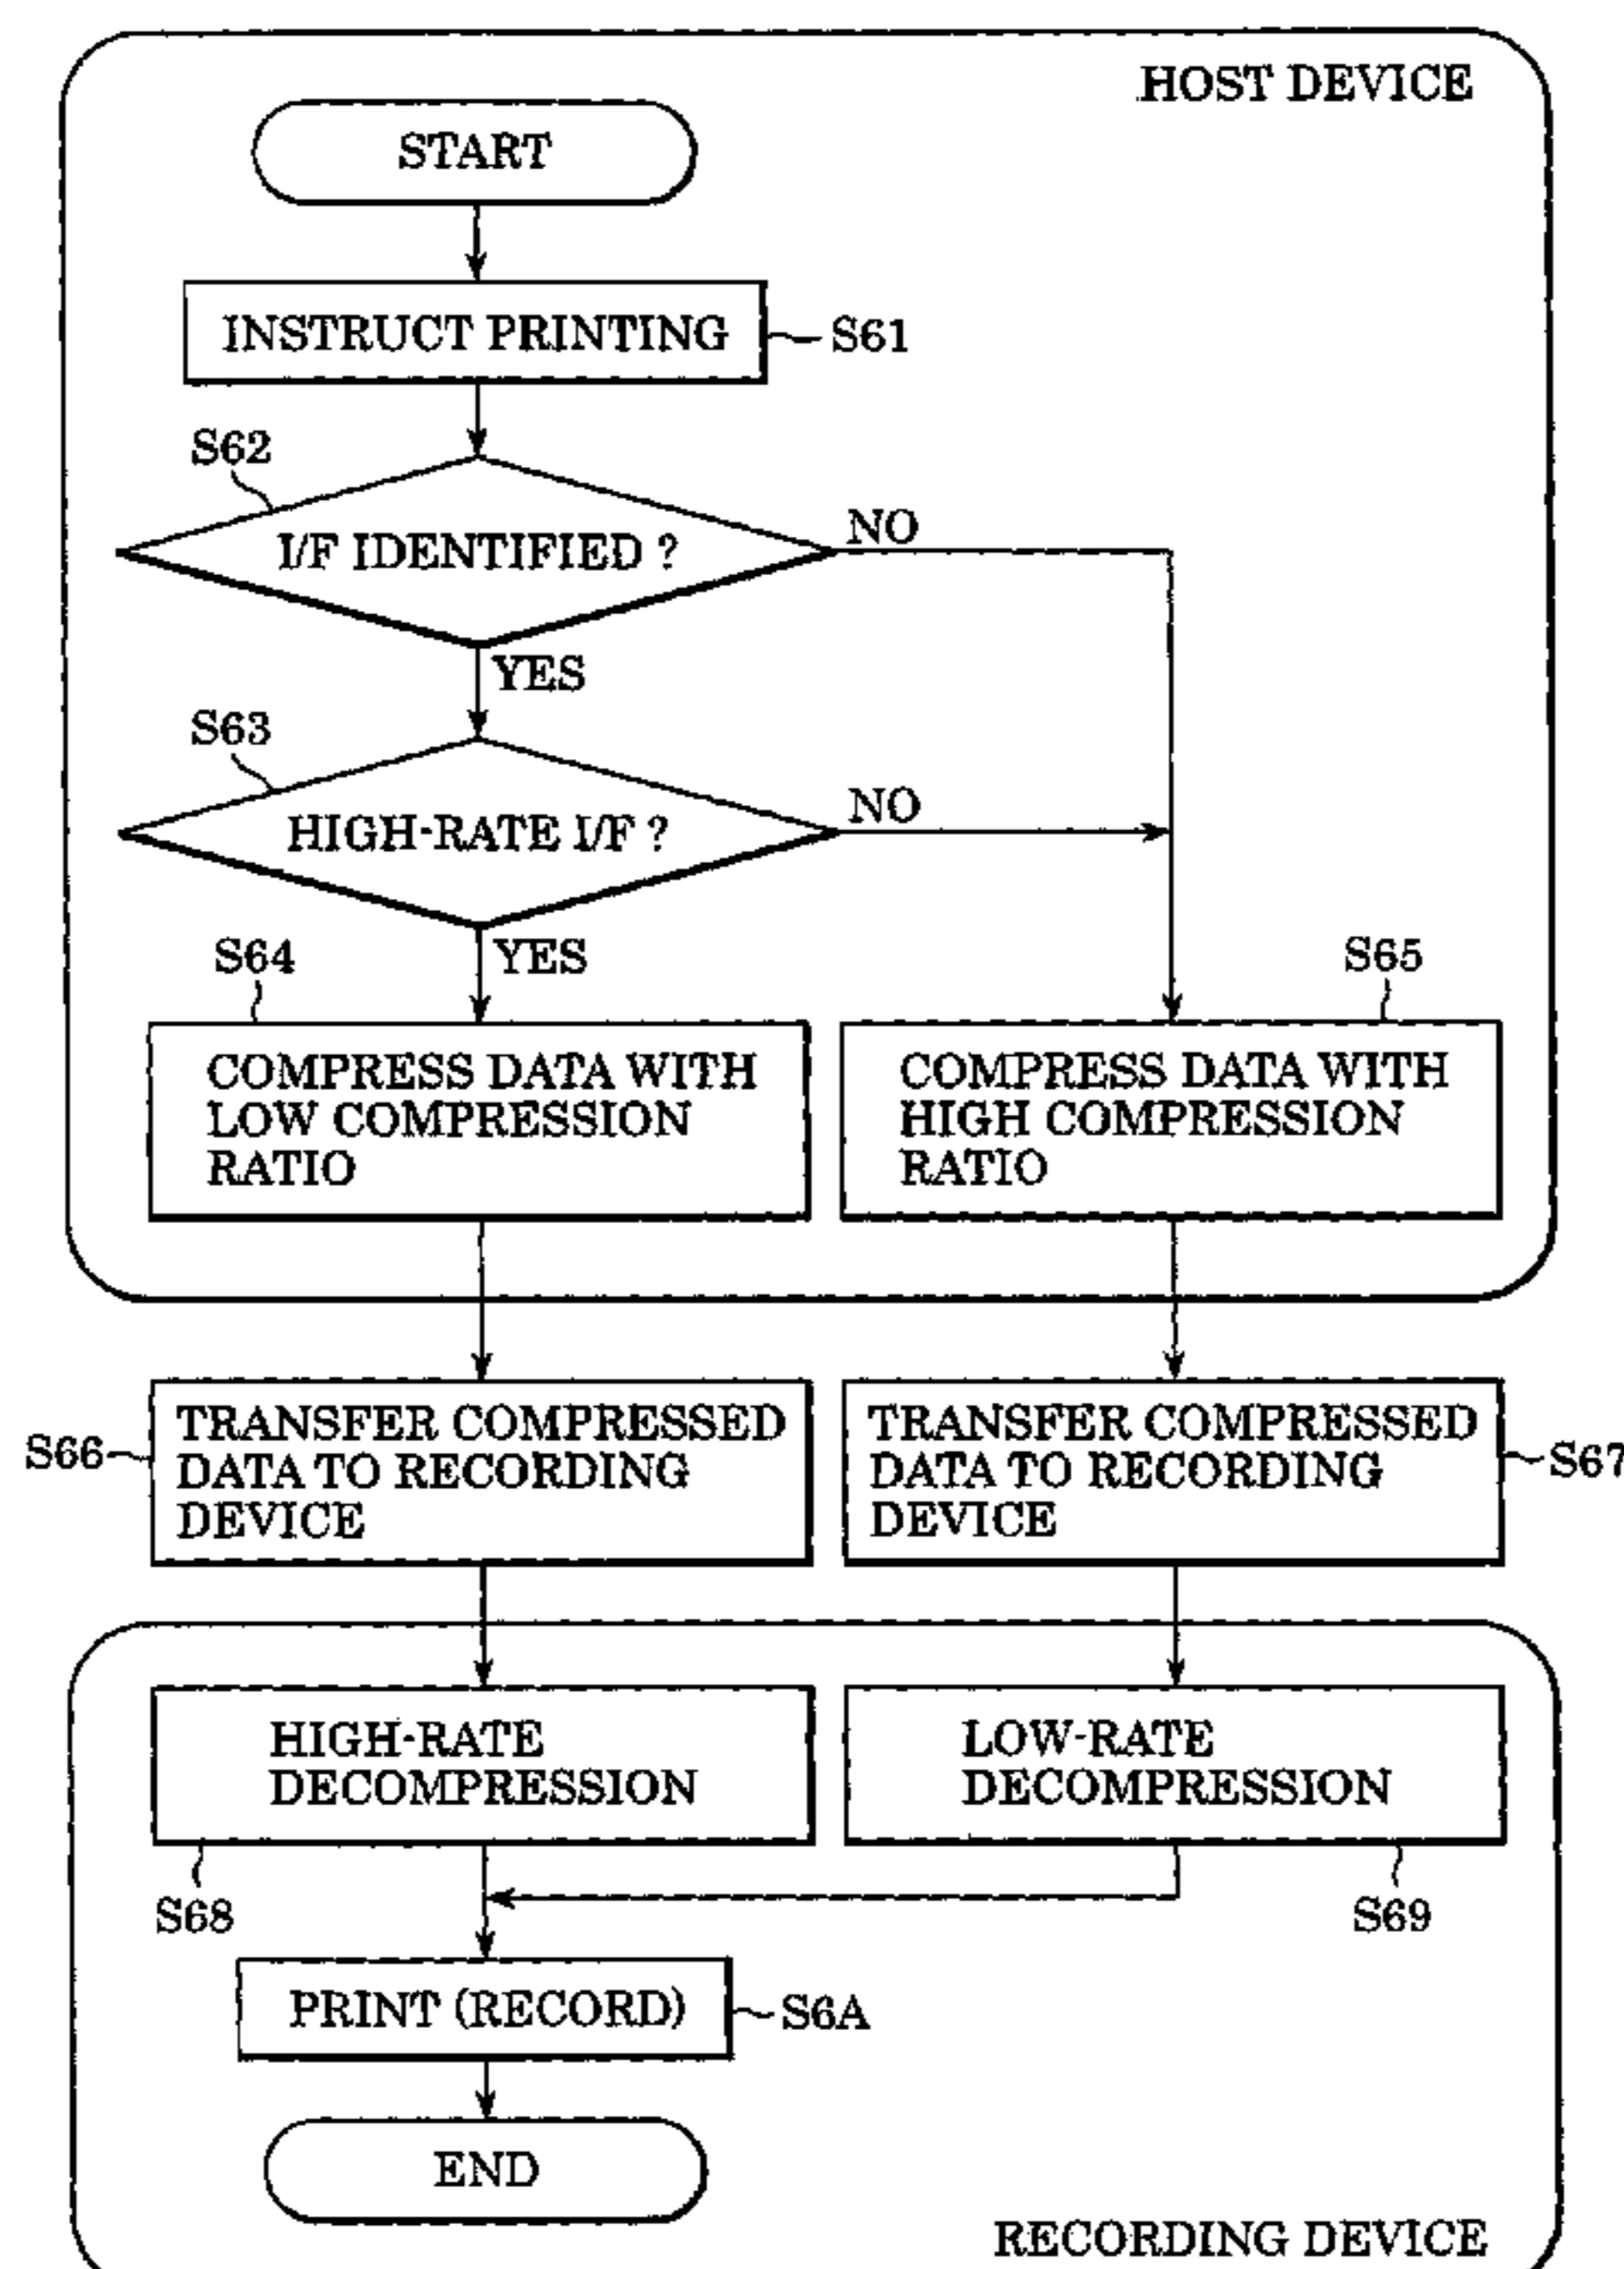 HOST DEVICE
START
INSTRUCT PRINTING
S61
S62
I/F IDENTIFIED ?
NO
YES
S63
HIGH-RATE I/F ?
NO
YES
S64
S65
COMPRESS DATA WITH
LOW COMPRESSION
RATIO
COMPRESS DATA WITH
HIGH COMPRESSION
RATIO
S66
TRANSFER COMPRESSED
DATA TO RECORDING
DEVICE
TRANSFER COMPRESSED
DATA TO RECORDING
DEVICE
S67
HIGH-RATE
DECOMPRESSION
LOW-RATE
DECOMPRESSION
S68
S69
PRINT (RECORD)
S6A
END
RECORDING DEVICE